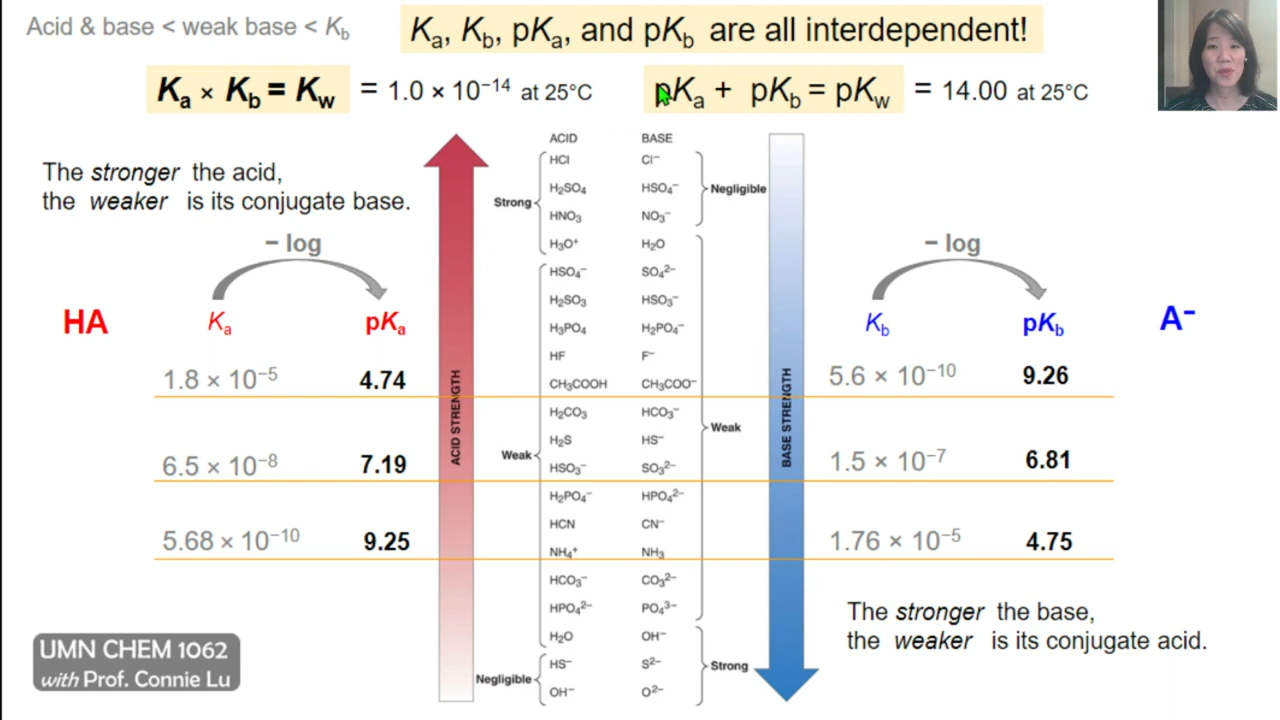 Acid & base < weak base < Kb
Ka, Kb, pKa, and pKb are all interdependent!
Ka × Kb = Kw = 1.0 × 10⁻¹⁴ at 25°C
pKa + pKb = pKw = 14.00 at 25°C
The stronger the acid,
the weaker is its conjugate base.
− log
HA
Ka
pKa
1.8 × 10⁻⁵ 4.74
6.5 × 10⁻⁸ 7.19
5.68 × 10⁻¹⁰ 9.25
ACID STRENGTH
Strong
Weak
Negligible
ACID BASE
HCl Cl⁻
H₂SO₄ HSO₄⁻
HNO₃ NO₃⁻
H₃O⁺ H₂O
HSO₄⁻ SO₄²⁻
H₂SO₃ HSO₃⁻
H₃PO₄ H₂PO₄⁻
HF F⁻
CH₃COOH CH₃COO⁻
H₂CO₃ HCO₃⁻
H₂S HS⁻
HSO₃⁻ SO₃²⁻
H₂PO₄⁻ HPO₄²⁻
HCN CN⁻
NH₄⁺ NH₃
HCO₃⁻ CO₃²⁻
HPO₄²⁻ PO₄³⁻
H₂O OH⁻
HS⁻ S²⁻
OH⁻ O²⁻
Negligible
Weak
Strong
BASE STRENGTH
− log
Kb
pKb
A⁻
5.6 × 10⁻¹⁰ 9.26
1.5 × 10⁻⁷ 6.81
1.76 × 10⁻⁵ 4.75
The stronger the base,
the weaker is its conjugate acid.
UMN CHEM 1062
with Prof. Connie Lu